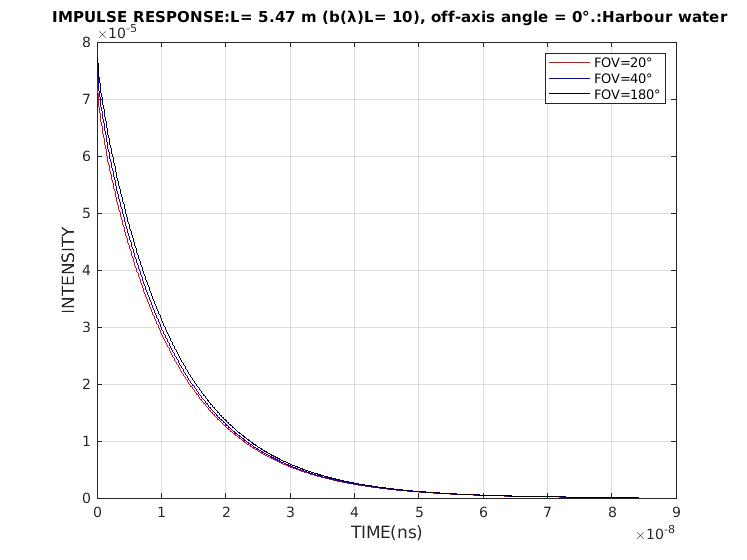 IMPULSE RESPONSE:L= 5.47 m (b(λ)L= 10), off-axis angle = 0°.:Harbour water
×10-5
8
7
6
5
4
3
2
1
0
INTENSITY
FOV=20°
FOV=40°
FOV=180°
0 1 2 3 4 5 6 7 8 9
TIME(ns)
×10-8